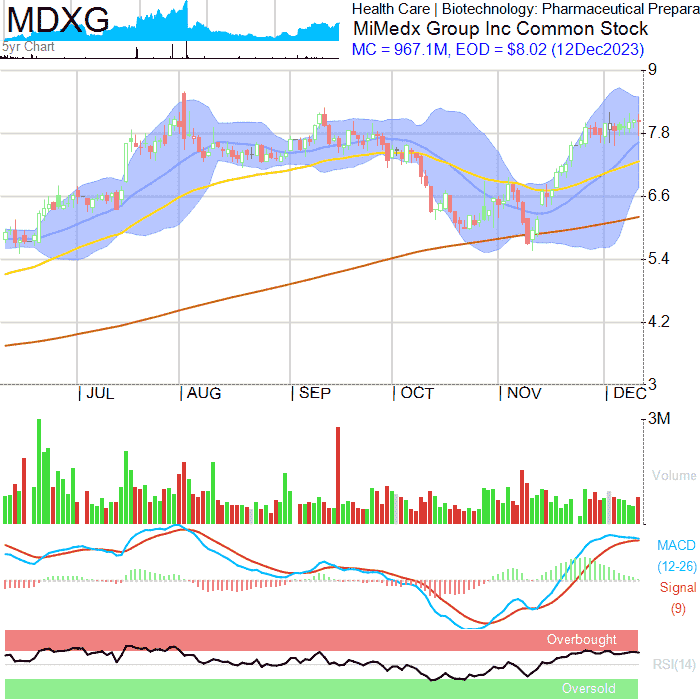 MDXG
5yr Chart
Health Care | Biotechnology: Pharmaceutical Prepara
MiMedx Group Inc Common Stock
MC = 967.1M, EOD = $8.02 (12Dec2023)
9
7.8
6.6
5.4
4.2
3
JUL AUG SEP OCT NOV DEC
3M
Volume
MACD
(12-26)
Signal
(9)
Overbought
RSI(14)
Oversold